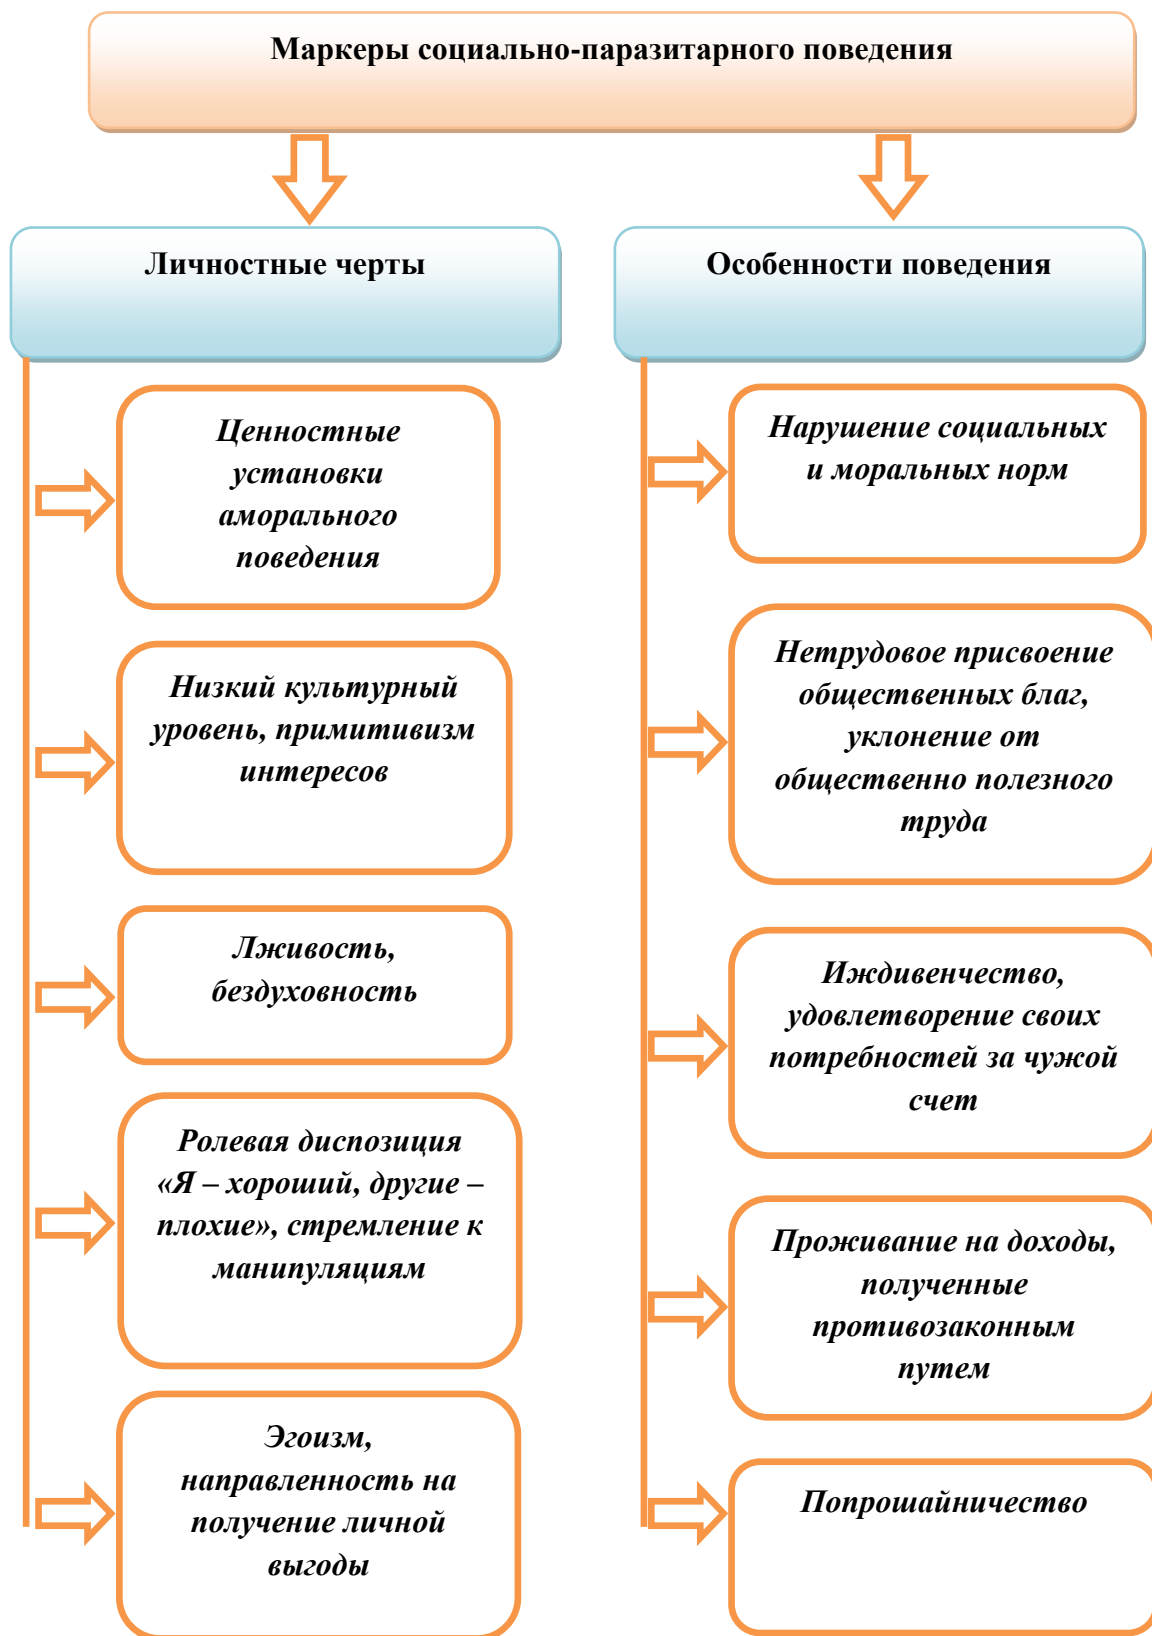 Маркеры социально-паразитарного поведения
Личностные черты
Ценностные
установки
аморального
поведения
Низкий культурный
уровень, примитивизм
интересов
Лживость,
бездуховность
Ролевая диспозиция
«Я – хороший, другие –
плохие», стремление к
манипуляциям
Эгоизм,
направленность на
получение личной
выгоды
Особенности поведения
Нарушение социальных
и моральных норм
Нетрудовое присвоение
общественных благ,
уклонение от
общественно полезного
труда
Иждивенчество,
удовлетворение своих
потребностей за чужой
счет
Проживание на доходы,
полученные
противозаконным
путем
Попрошайничество